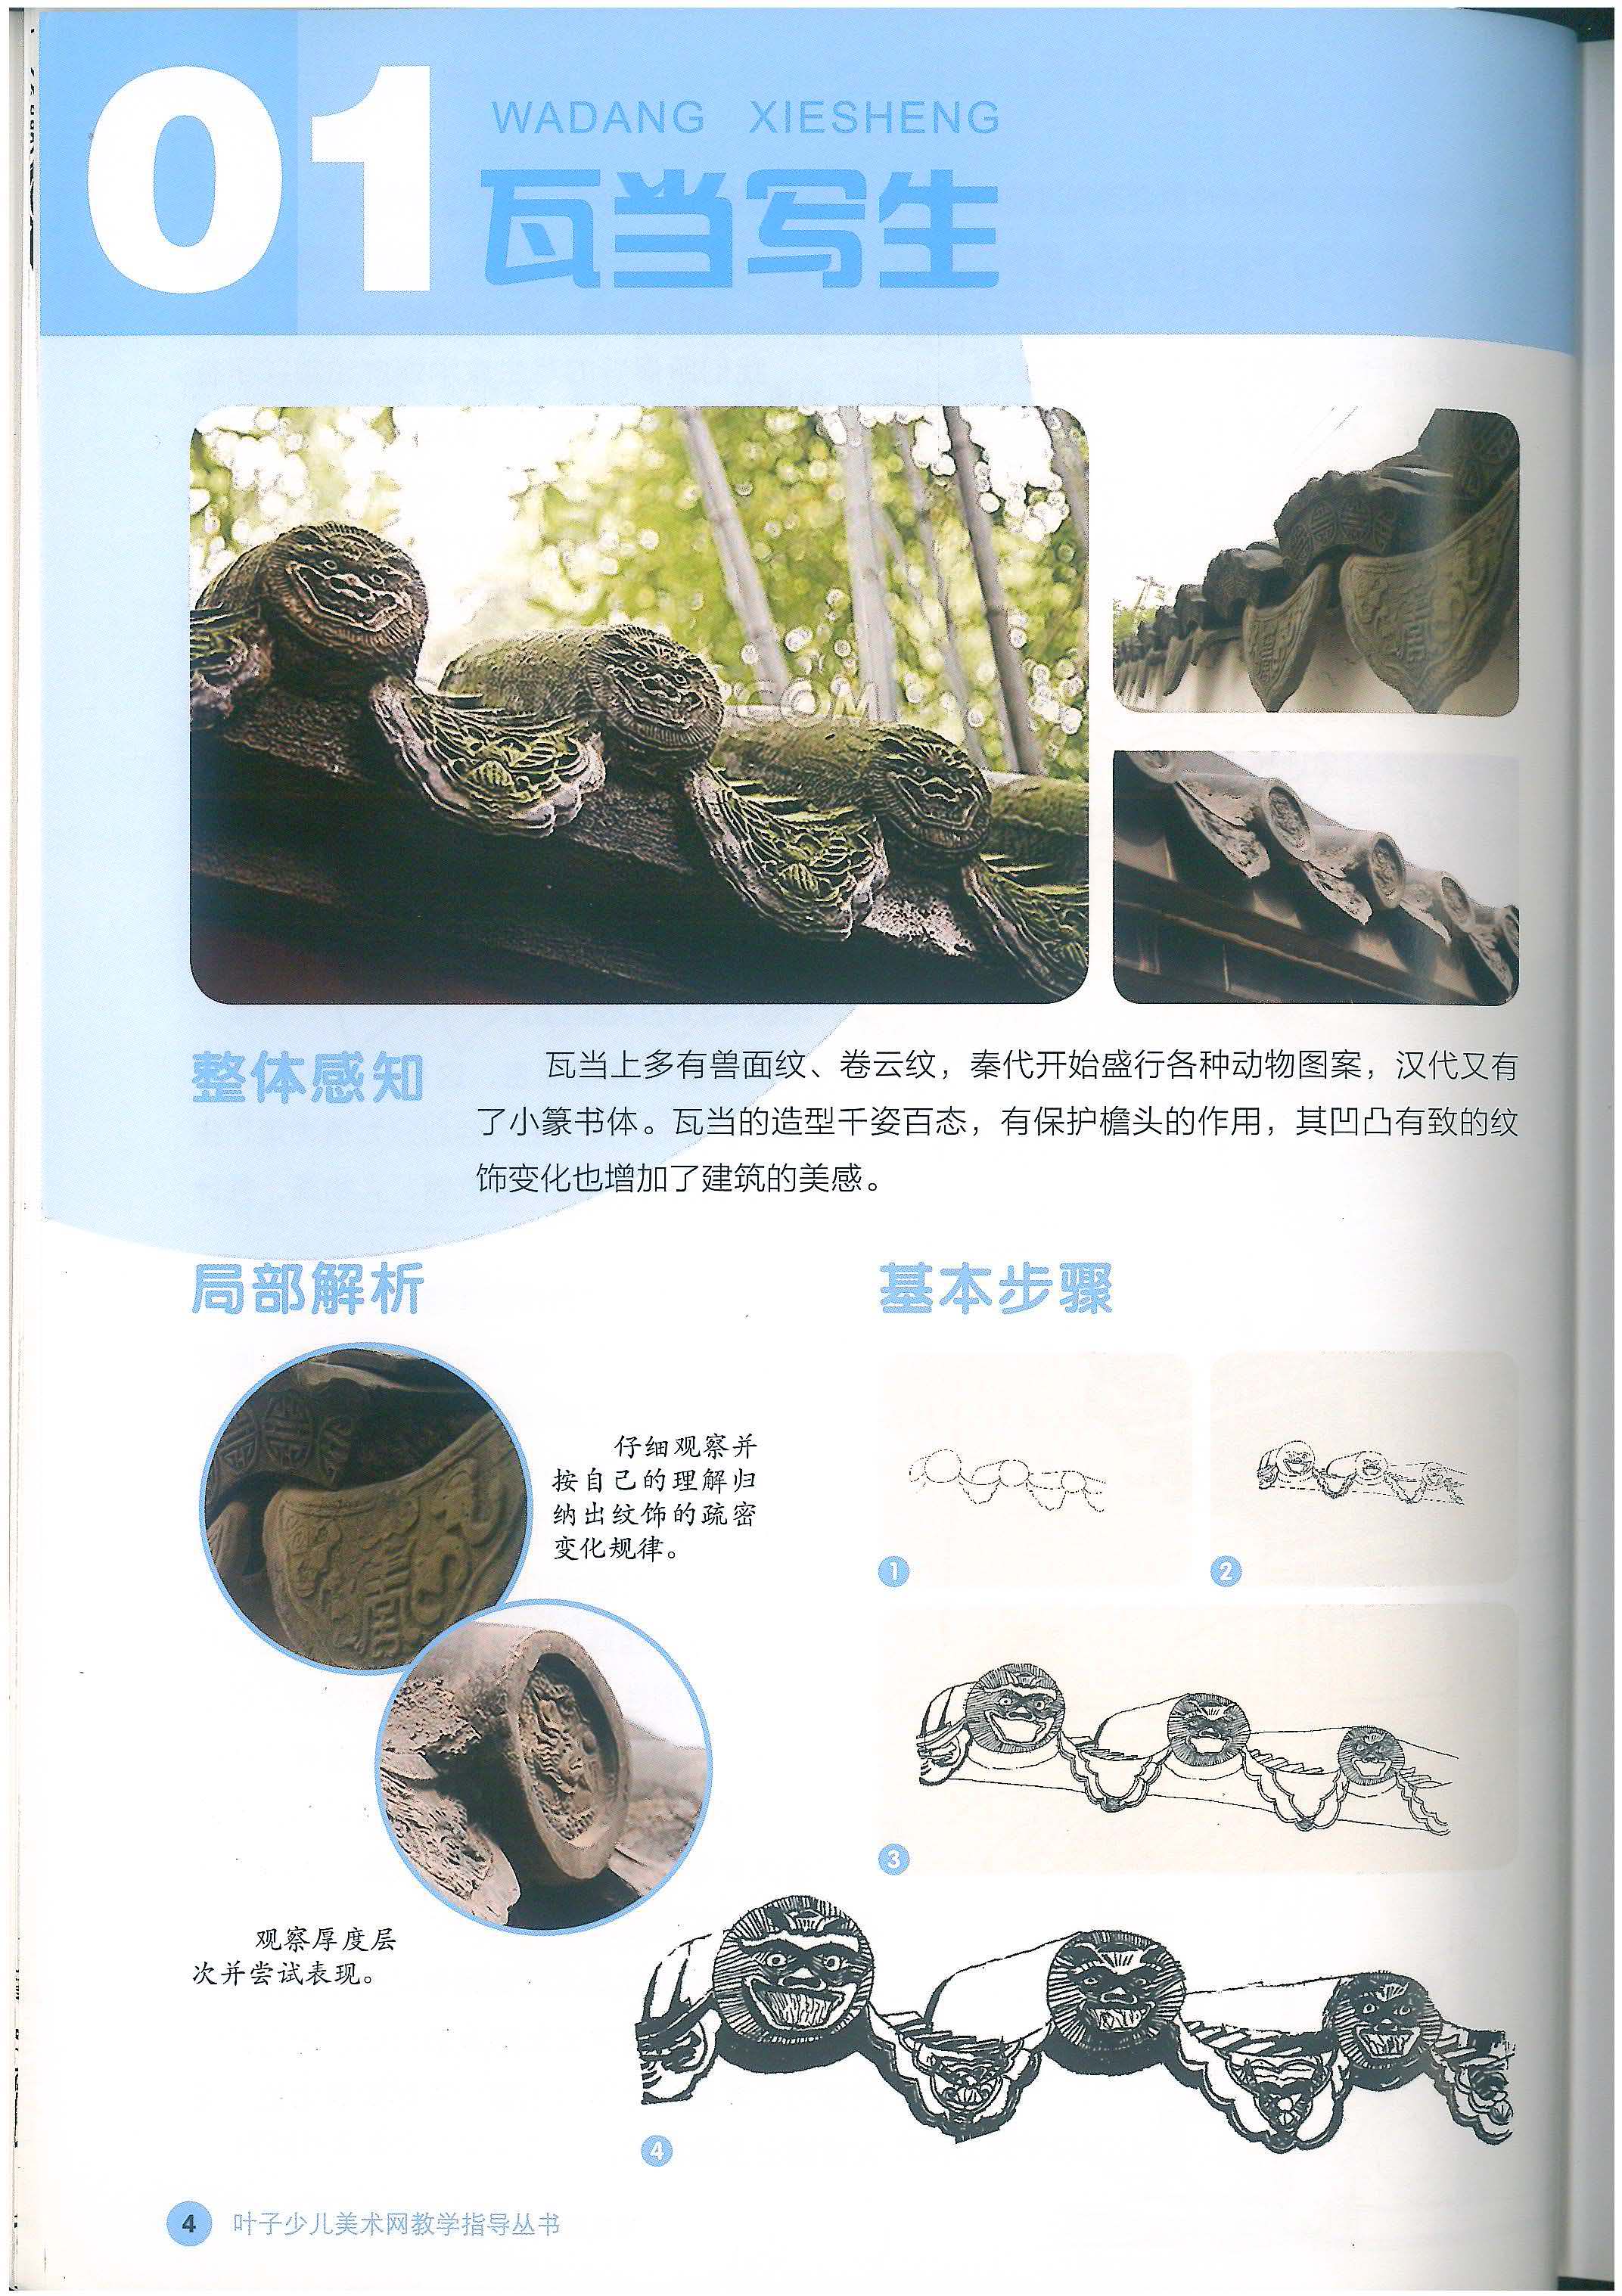 01
WADANG XIESHENG
瓦当写生
COM
整体感知
瓦当上多有兽面纹、卷云纹，秦代开始盛行各种动物图案，汉代又有
了小篆书体。瓦当的造型千姿百态，有保护檐头的作用，其凹凸有致的纹
饰变化也增加了建筑的美感。
局部解析
仔细观察并
按自己的理解归
纳出纹饰的疏密
变化规律。
观察厚度层
次并尝试表现。
基本步骤
1
2
3
4
4 叶子少儿美术网教学指导丛书